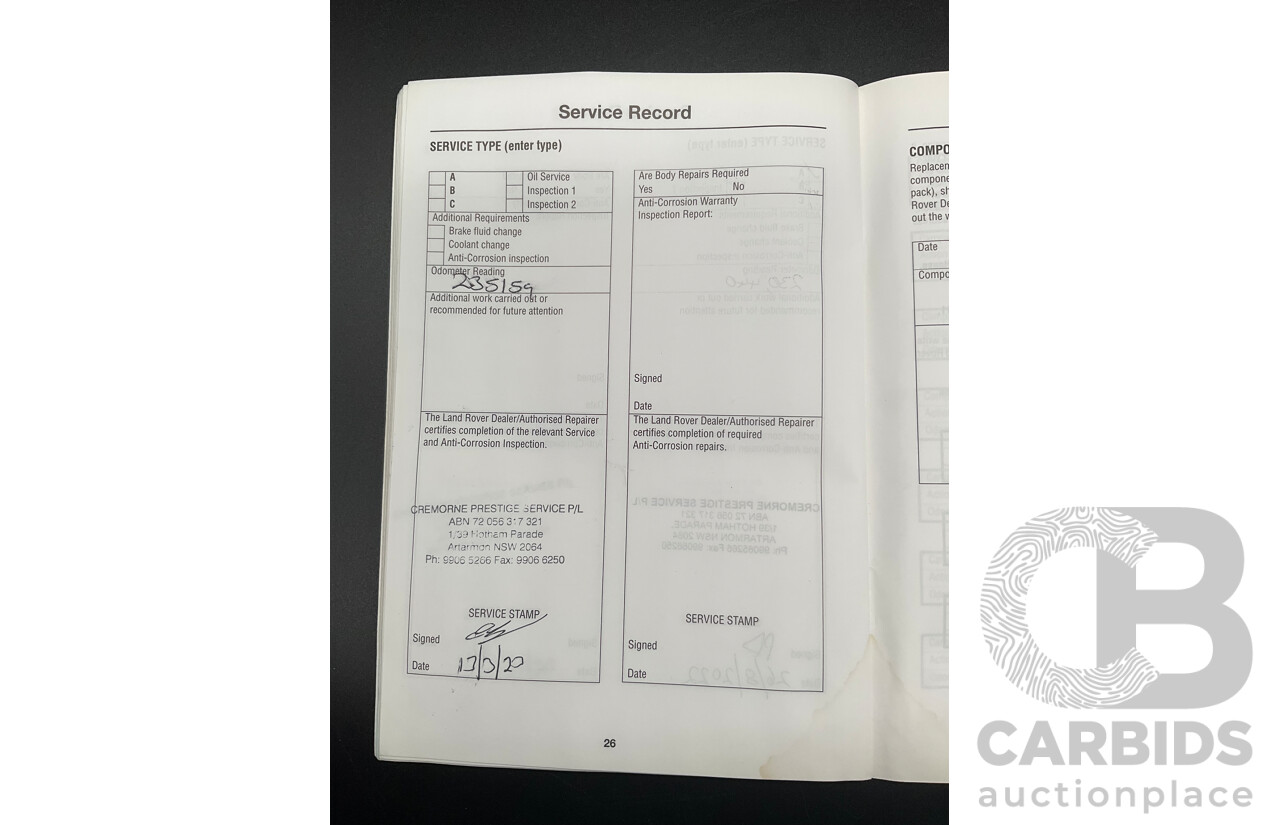 Service Record
SERVICE TYPE (enter type)
A
Oil Service
B
Inspection 1
C
Inspection 2
Additional Requirements
Brake fluid change
Coolant change
Anti-Corrosion inspection
Odometer Reading
235159
Additional work carried out or
recommended for future attention
The Land Rover Dealer/Authorised Repairer
certifies completion of the relevant Service
and Anti-Corrosion Inspection.
CREMORNE PRESTIGE SERVICE P/L
ABN 72 056 317 321
1/39 Hotham Parade
Artarmon NSW 2064
Ph: 9906 5266 Fax: 9906 6250
SERVICE STAMP
Signed
Date
Are Body Repairs Required
Yes No
Anti-Corrosion Warranty
Inspection Report:
Signed
Date
The Land Rover Dealer/Authorised Repairer
certifies completion of required
Anti-Corrosion repairs.
SERVICE STAMP
Signed
Date
26
COMPO
Replacen
compone
pack), sh
Rover De
out the w
Date
Compo
CB
CARBIDS
auctionplace